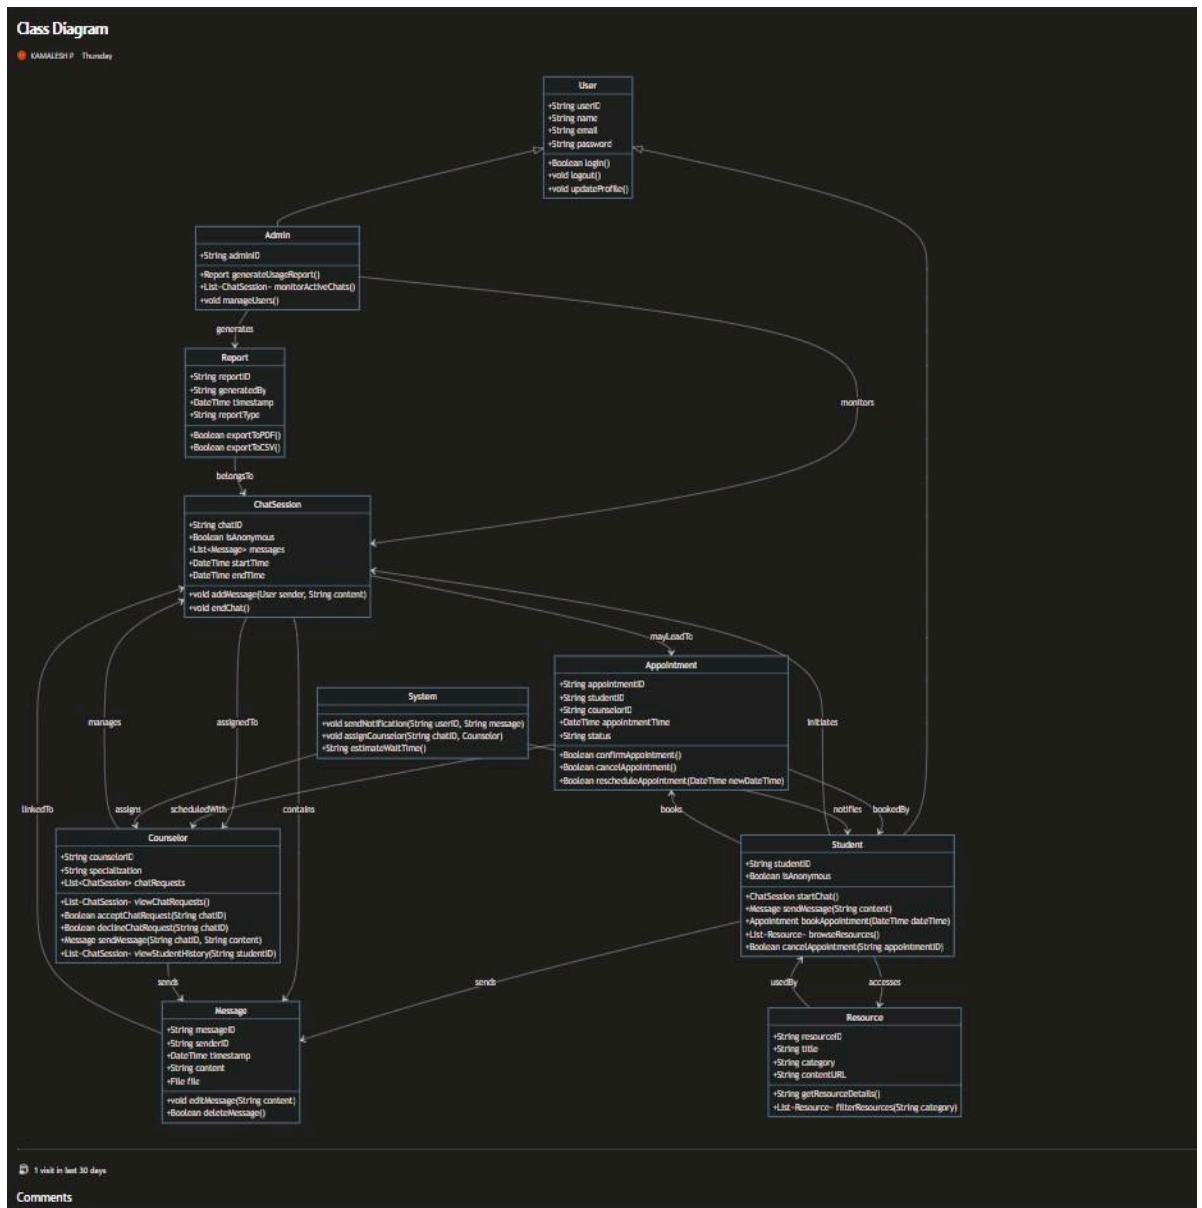 Class Diagram
KAMALESH P Thursday
User
+String userID
+String name
+String email
+String password
+Boolean login()
+void logout()
+void updateProfile()
Admin
+String adminID
+Report generateUsageReport()
+List~ChatSession~ monitorActiveChats()
+void manageUsers()
generates
Report
+String reportID
+String generatedBy
+DateTime timestamp
+String reportType
+Boolean exportToPDF()
+Boolean exportToCSV()
monitors
belongsTo
ChatSession
+String chatID
+Boolean isAnonymous
+List<Message> messages
+DateTime startTime
+DateTime endTime
+void addMessage(User sender, String content)
+void endChat()
mayLeadTo
Appointment
+String appointmentID
+String studentID
+String counselorID
+DateTime appointmentTime
+String status
+Boolean confirmAppointment()
+Boolean cancelAppointment()
+Boolean rescheduleAppointment(DateTime newDateTime)
System
+void sendNotification(String userID, String message)
+void assignCounselor(String chatID, Counselor)
+String estimateWaitTime()
manages
assignedTo
initiates
linkedTo
assigns
scheduledWith
contains
books
notifies
bookedBy
Counselor
+String counselorID
+String specialization
+List<ChatSession> chatRequests
+List~ChatSession~ viewChatRequests()
+Boolean acceptChatRequest(String chatID)
+Boolean declineChatRequest(String chatID)
+Message sendMessage(String chatID, String content)
+List~ChatSession~ viewStudentHistory(String studentID)
Student
+String studentID
+Boolean isAnonymous
+ChatSession startChat()
+Message sendMessage(String content)
+Appointment bookAppointment(DateTime dateTime)
+List~Resource~ browseResources()
+Boolean cancelAppointment(String appointmentID)
sends
sends
usedBy
accesses
Message
+String messageID
+String senderID
+DateTime timestamp
+String content
+File file
+void editMessage(String content)
+Boolean deleteMessage()
Resource
+String resourceID
+String title
+String category
+String contentURL
+String getResourceDetails()
+List~Resource~ filterResources(String category)
1 visit in last 30 days
Comments